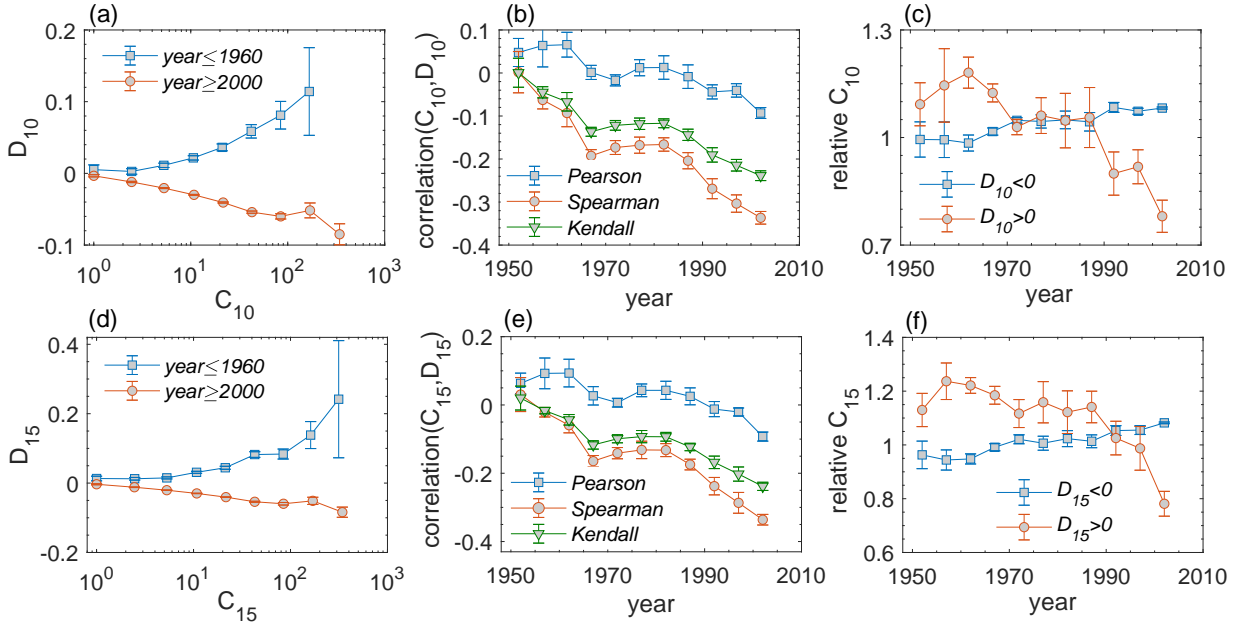 (a)
0.2
0.1
0
-0.1
D10
year≤1960
year≥2000
10^0
10^1
10^2
10^3
C10
(b)
0.1
0
-0.1
-0.2
-0.3
-0.4
correlation(C10,D10)
Pearson
Spearman
Kendall
1950
1970
1990
2010
year
(c)
1.3
1
0.7
relative C10
D10<0
D10>0
1950
1970
1990
2010
year
(d)
0.4
0.2
0
-0.2
D15
year≤1960
year≥2000
10^0
10^1
10^2
10^3
C15
(e)
0.2
0
-0.2
-0.4
correlation(C15,D15)
Pearson
Spearman
Kendall
1950
1970
1990
2010
year
(f)
1.4
1.2
1
0.8
0.6
relative C15
D15<0
D15>0
1950
1970
1990
2010
year